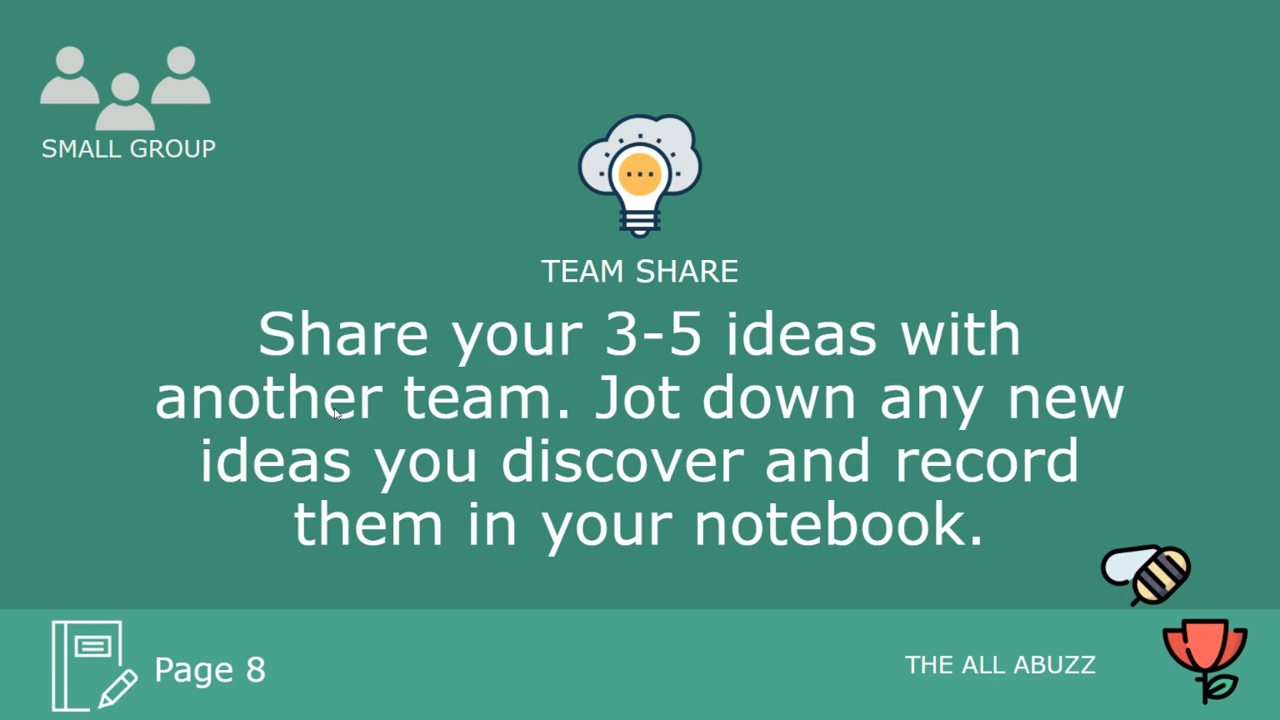 SMALL GROUP
TEAM SHARE
Share your 3-5 ideas with
another team. Jot down any new
ideas you discover and record
them in your notebook.
Page 8
THE ALL ABUZZ